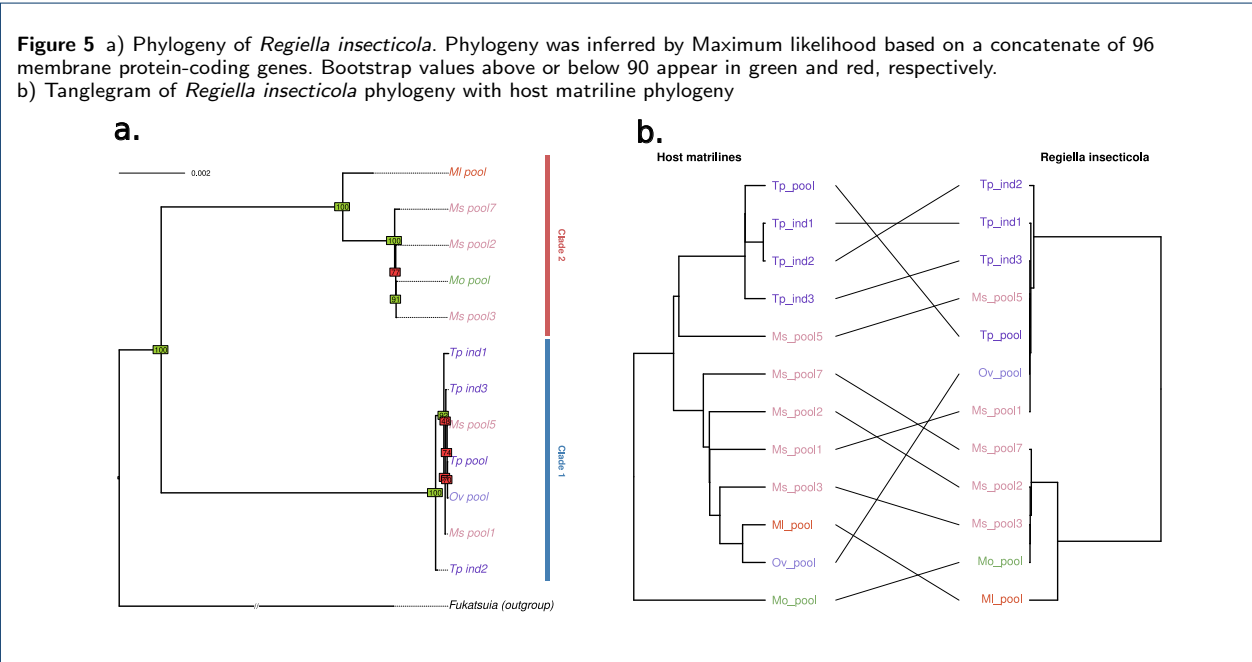 Figure 5 a) Phylogeny of Regiella insecticola. Phylogeny was inferred by Maximum likelihood based on a concatenate of 96
membrane protein-coding genes. Bootstrap values above or below 90 appear in green and red, respectively.
b) Tanglegram of Regiella insecticola phylogeny with host matriline phylogeny
a.
0.002
Ml pool
100
Ms pool7
100
Ms pool2
77
Mo pool
91
Ms pool3
Clade 2
100
Tp ind1
Tp ind3
Ms pool5
74
Tp pool
100
Ov pool
Ms pool1
Tp ind2
Clade 1
Fukatsuia (outgroup)
b.
Host matrilines
Tp_pool
Tp_ind1
Tp_ind2
Tp_ind3
Ms_pool5
Ms_pool7
Ms_pool2
Ms_pool1
Ms_pool3
Ml_pool
Ov_pool
Mo_pool
Regiella insecticola
Tp_ind2
Tp_ind1
Tp_ind3
Ms_pool5
Tp_pool
Ov_pool
Ms_pool1
Ms_pool7
Ms_pool2
Ms_pool3
Mo_pool
Ml_pool